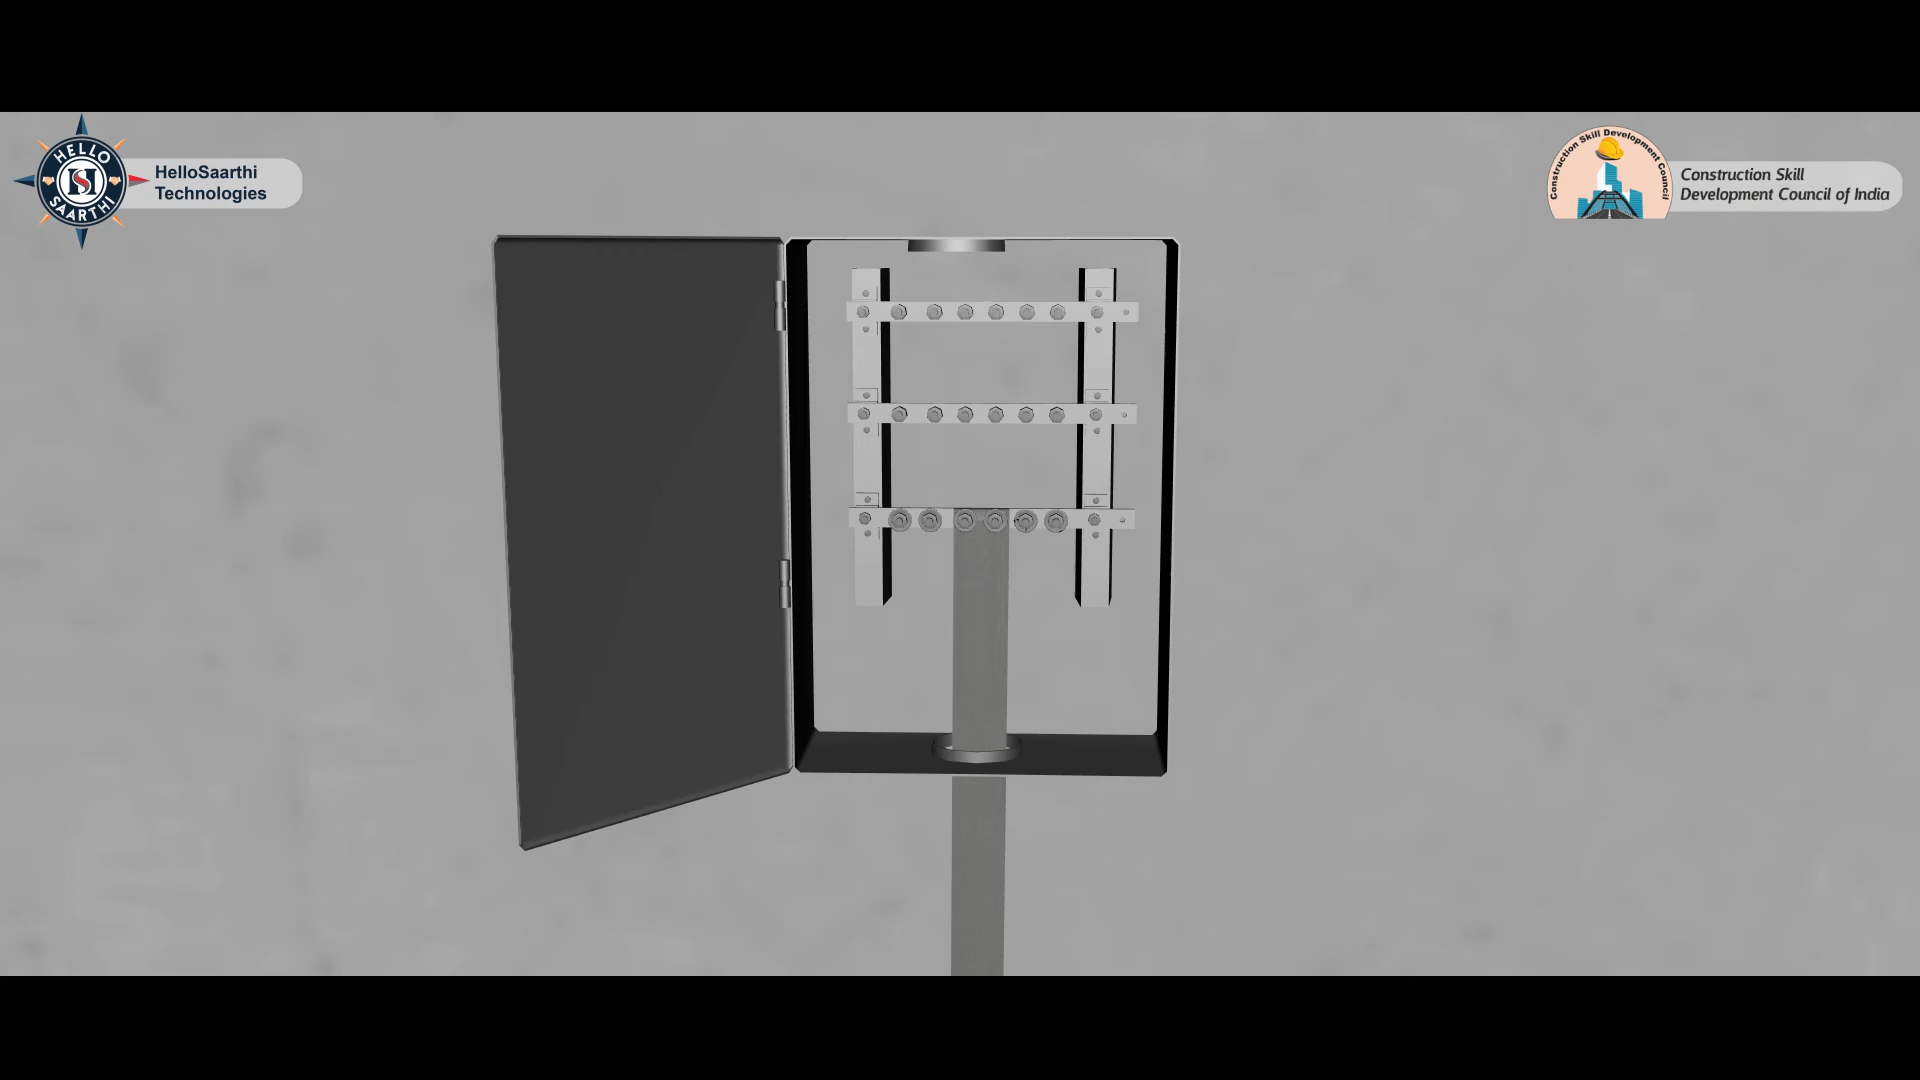 HELLO
SAARTHI
HelloSaarthi
Technologies
Construction Skill Development Council
Construction Skill
Development Council of India